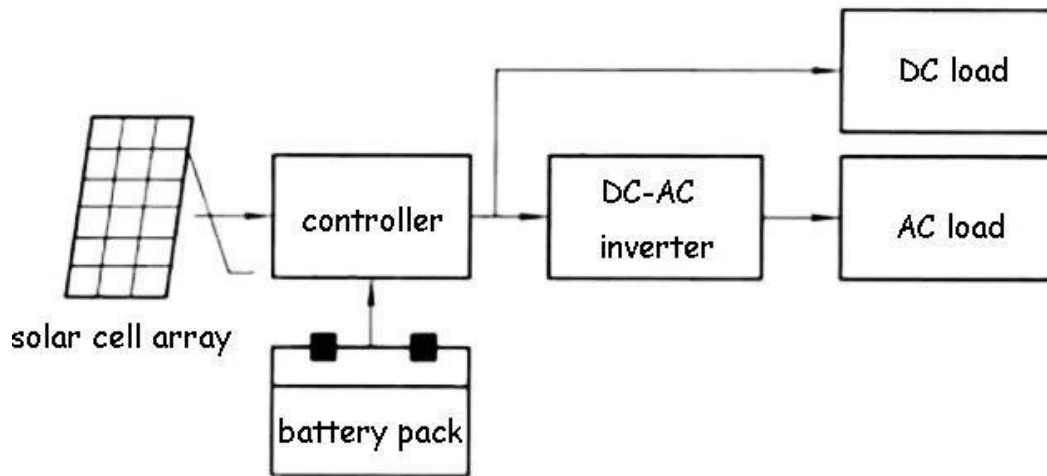 DC load
DC-AC
inverter
controller
AC load
solar cell array
battery pack